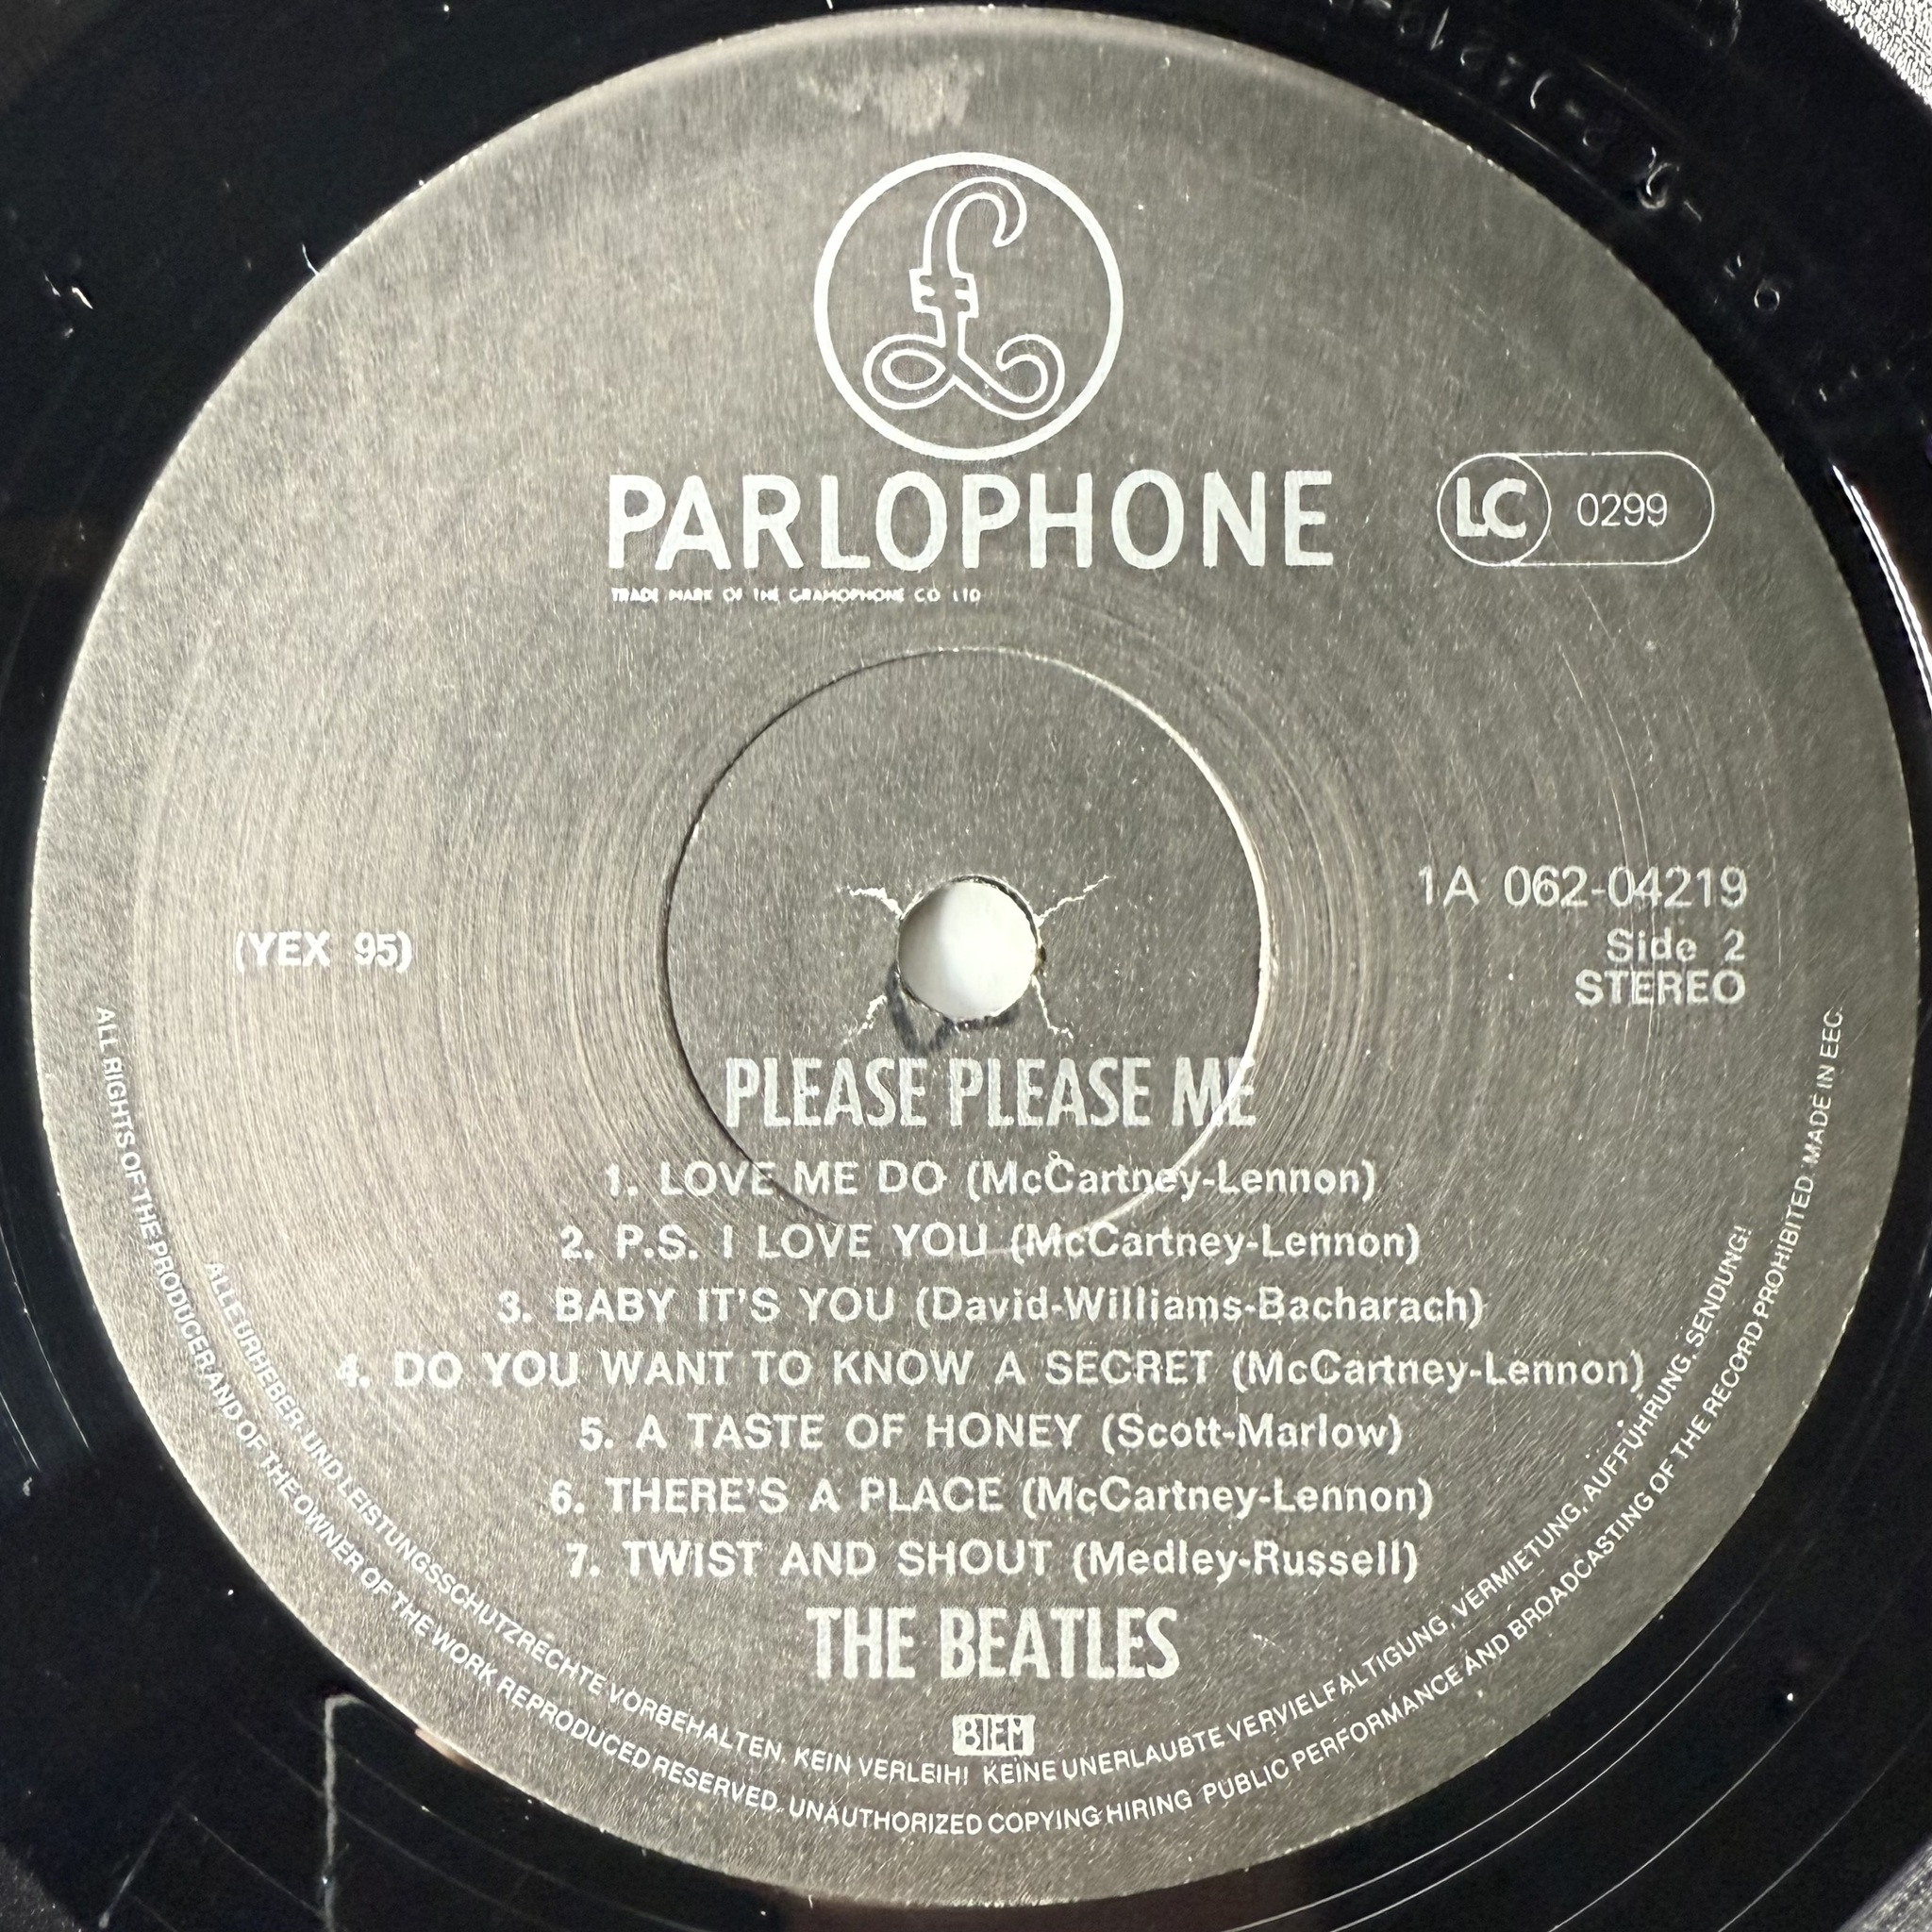 PARLOPHONE
TRADE MARK OF THE GRAMOPHONE CO LTD
LC 0299
1A 062-04219
(YEX 95)
Side 2
STEREO
PLEASE PLEASE ME
1. LOVE ME DO (McCartney-Lennon)
2. P.S. I LOVE YOU (McCartney-Lennon)
3. BABY IT'S YOU (David-Williams-Bacharach)
4. DO YOU WANT TO KNOW A SECRET (McCartney-Lennon)
5. A TASTE OF HONEY (Scott-Marlow)
6. THERE'S A PLACE (McCartney-Lennon)
7. TWIST AND SHOUT (Medley-Russell)
THE BEATLES
BIEM
ALLE URHEBER- UND LEISTUNGSSCHUTZRECHTE VORBEHALTEN. KEIN VERLEIH! KEINE UNERLAUBTE VERVIELFÄLTIGUNG, VERMIETUNG, AUFFÜHRUNG, SENDUNG!
ALL RIGHTS OF THE PRODUCER AND OF THE OWNER OF THE WORK REPRODUCED RESERVED. UNAUTHORIZED COPYING HIRING PUBLIC PERFORMANCE AND BROADCASTING OF THE RECORD PROHIBITED MADE IN EEC.